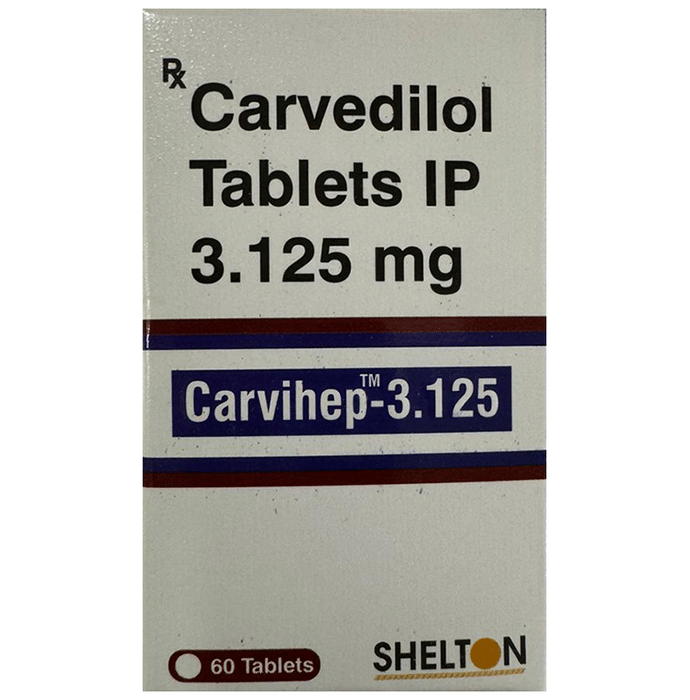 Rx Carvedilol
Tablets IP
3.125 mg
Carvihep™-3.125
60 Tablets
SHELTON